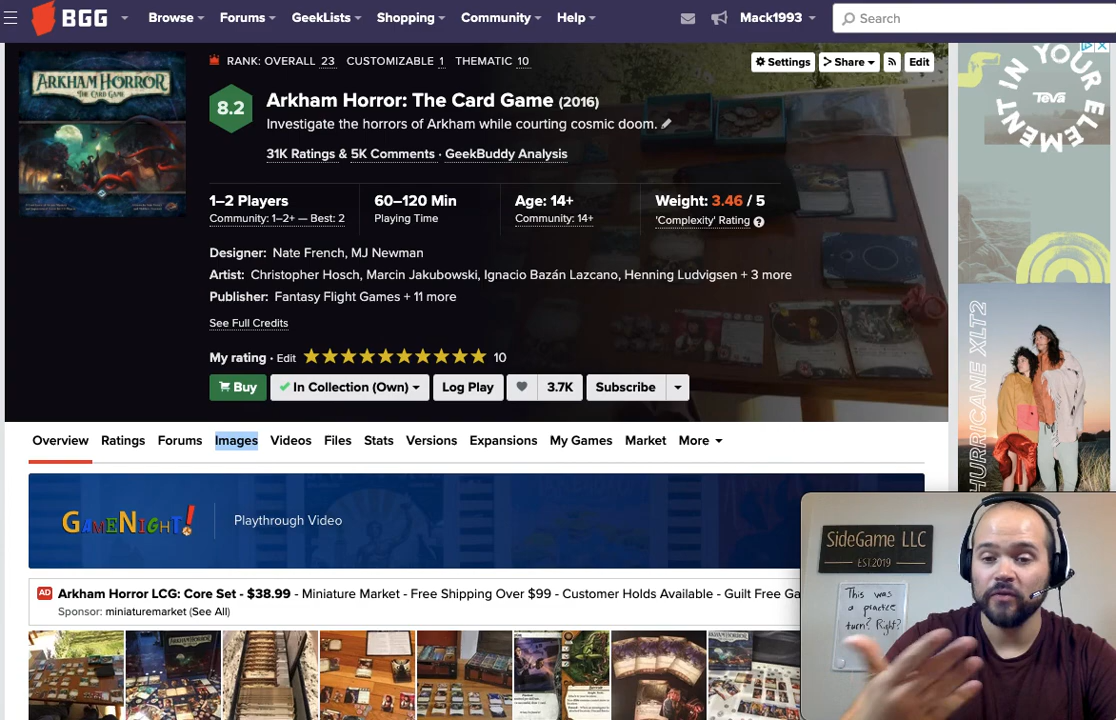 BGG Browse Forums GeekLists Shopping Community Help Mack1993 Search
RANK: OVERALL 23 CUSTOMIZABLE 1 THEMATIC 10
Settings Share Edit
ARKHAM HORROR
THE CARD GAME
8.2
Arkham Horror: The Card Game (2016)
Investigate the horrors of Arkham while courting cosmic doom.
31K Ratings & 5K Comments · GeekBuddy Analysis
1–2 Players 60–120 Min Age: 14+ Weight: 3.46 / 5
Community: 1–2+ — Best: 2 Playing Time Community: 14+ 'Complexity' Rating ?
Designer: Nate French, MJ Newman
Artist: Christopher Hosch, Marcin Jakubowski, Ignacio Bazán Lazcano, Henning Ludvigsen + 3 more
Publisher: Fantasy Flight Games + 11 more
See Full Credits
My rating · Edit 10
Buy In Collection (Own) Log Play 3.7K Subscribe
Overview Ratings Forums Images Videos Files Stats Versions Expansions My Games Market More
GAMENIGHT! Playthrough Video
AD Arkham Horror LCG: Core Set - $38.99 - Miniature Market - Free Shipping Over $99 - Customer Holds Available - Guilt Free Ga
Sponsor: miniaturemarket (See All)
IN YOUR ELEMENT
Teva
HURRICANE XLT2
SideGame LLC
EST.2019
This was
a practice
turn? Right?